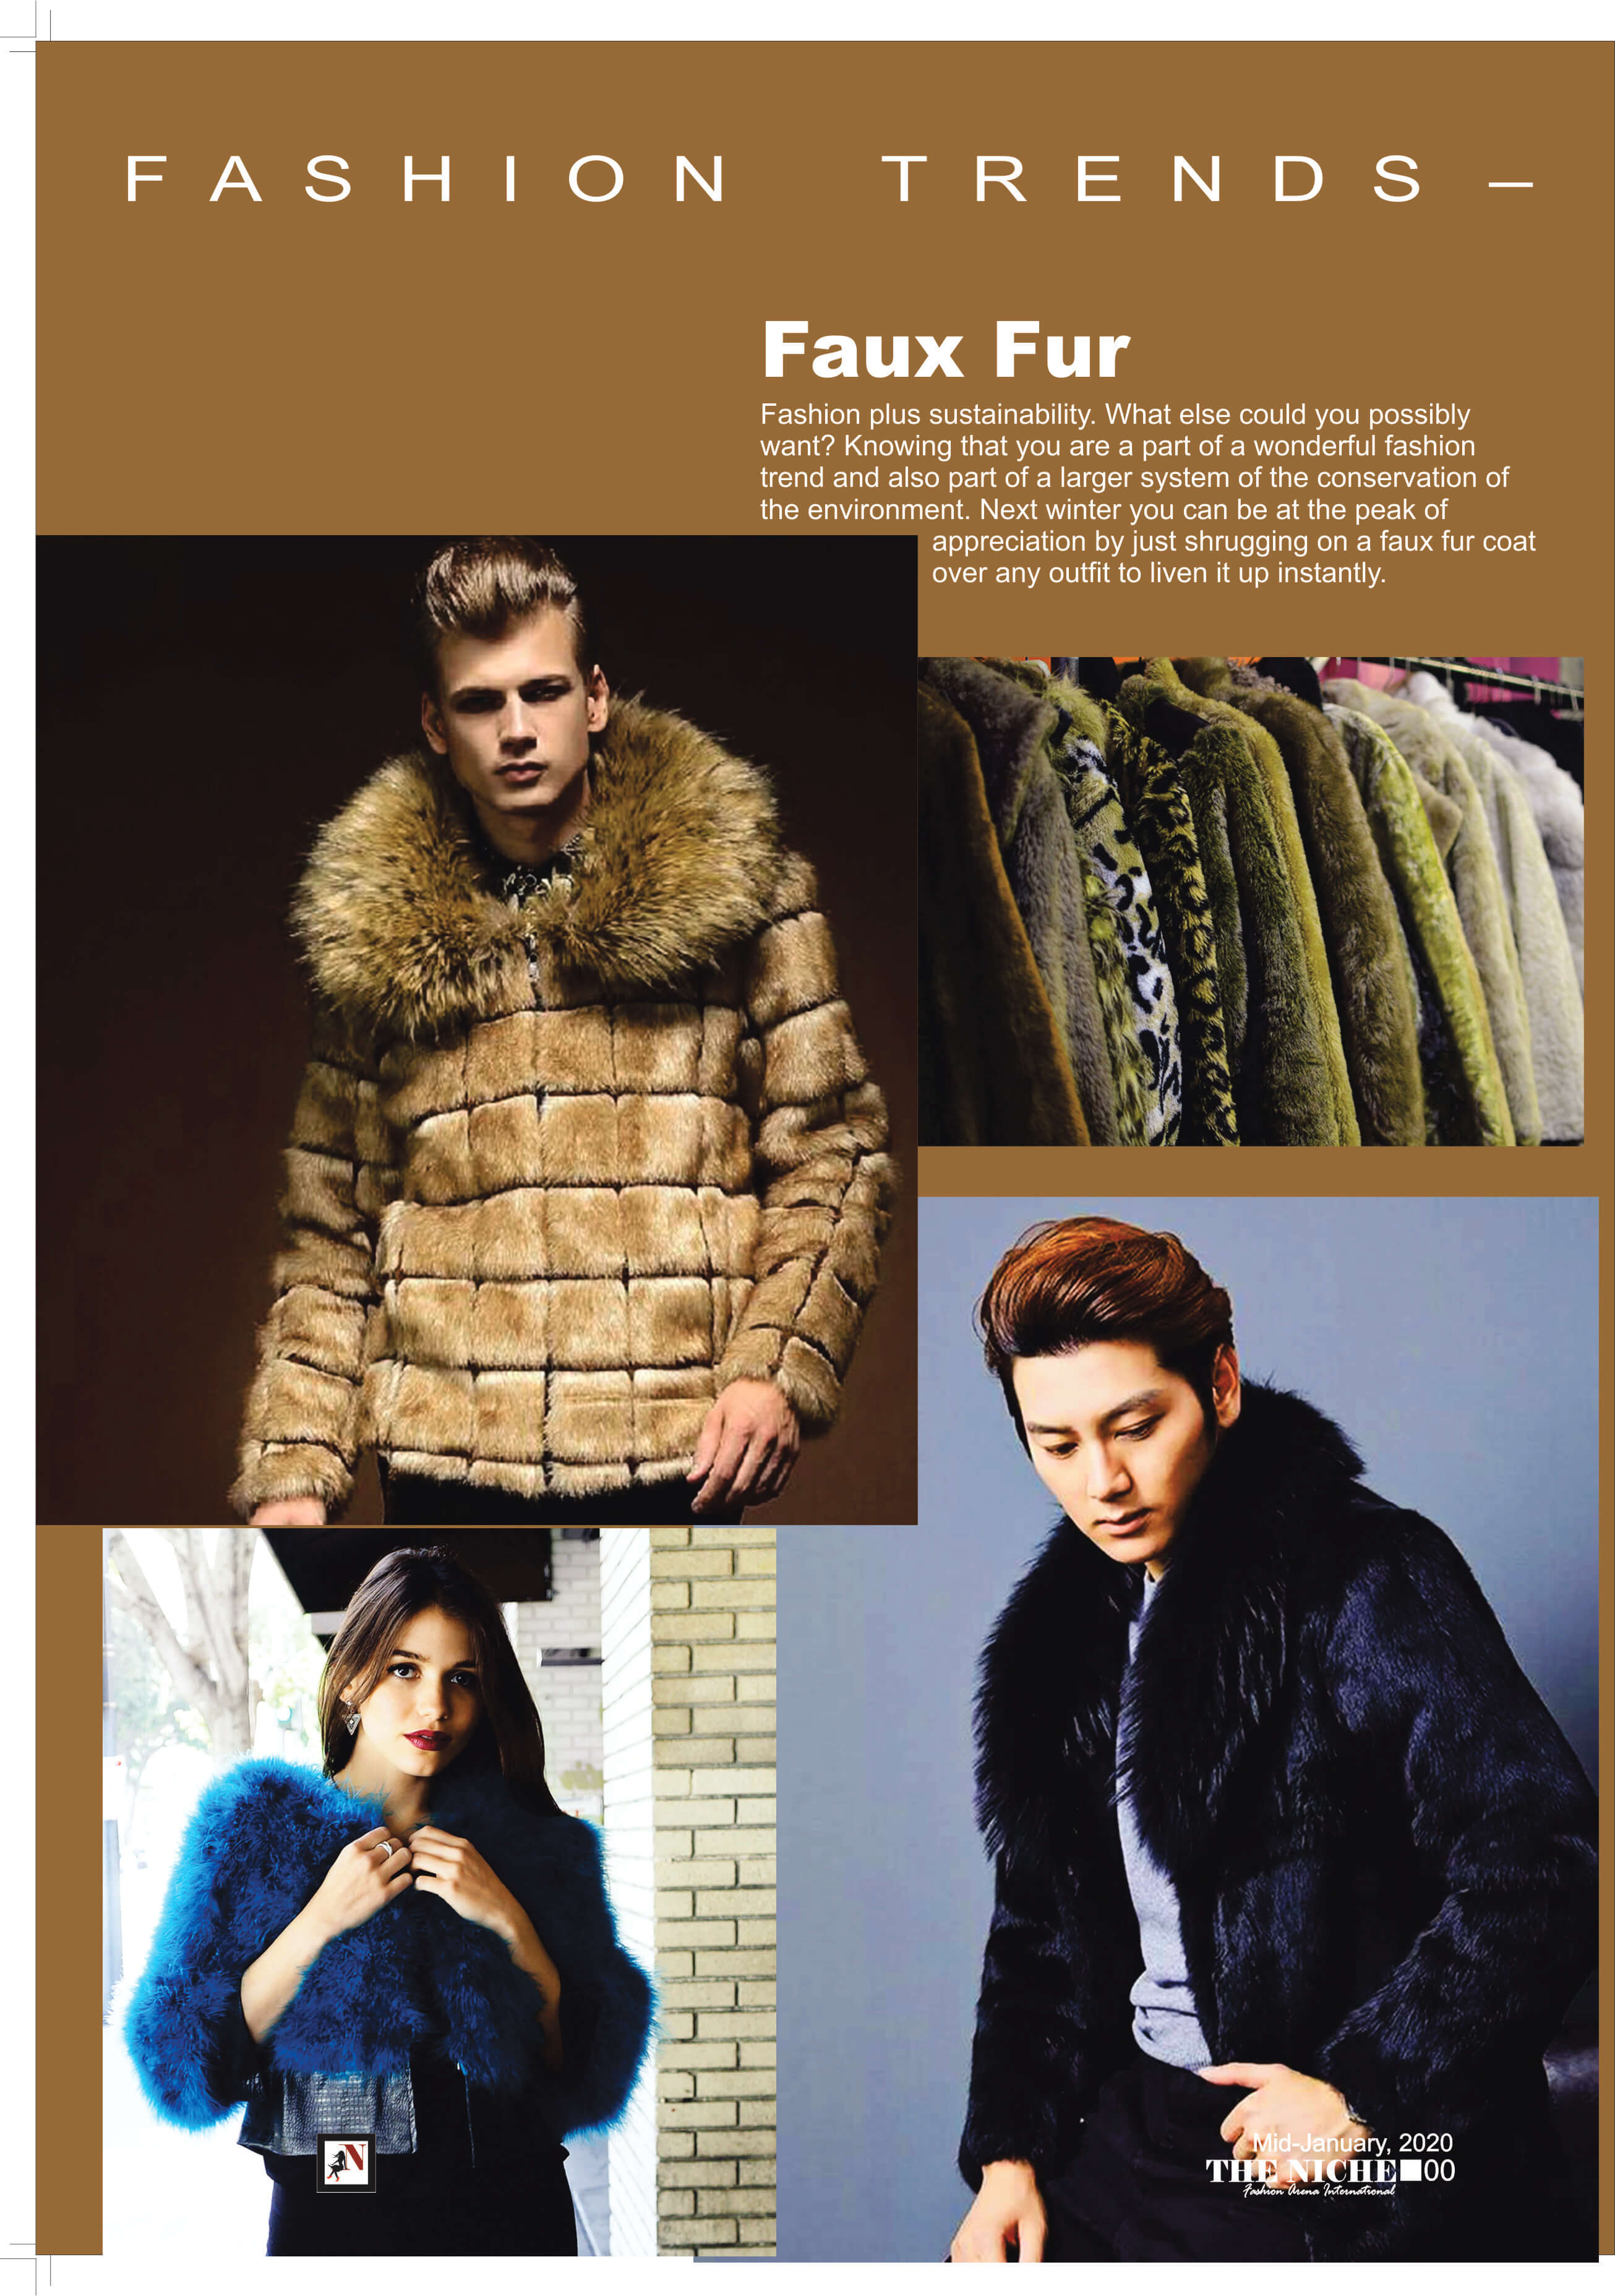 FASHION TRENDS –
Faux Fur
Fashion plus sustainability. What else could you possibly
want? Knowing that you are a part of a wonderful fashion
trend and also part of a larger system of the conservation of
the environment. Next winter you can be at the peak of
appreciation by just shrugging on a faux fur coat
over any outfit to liven it up instantly.
N
Mid-January, 2020
THE NICHE■00
Fashion Arena International